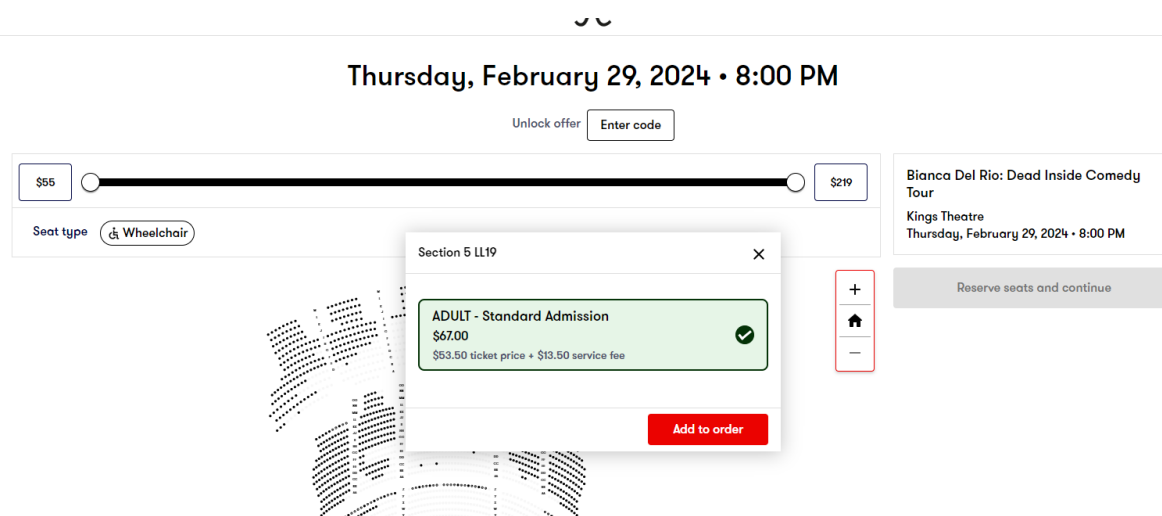 Thursday, February 29, 2024 • 8:00 PM
Unlock offer
Enter code
$55
$219
Seat type
Wheelchair
Section 5 LL19
ADULT - Standard Admission
$67.00
$53.50 ticket price + $13.50 service fee
Add to order
Bianca Del Rio: Dead Inside Comedy
Tour
Kings Theatre
Thursday, February 29, 2024 • 8:00 PM
Reserve seats and continue